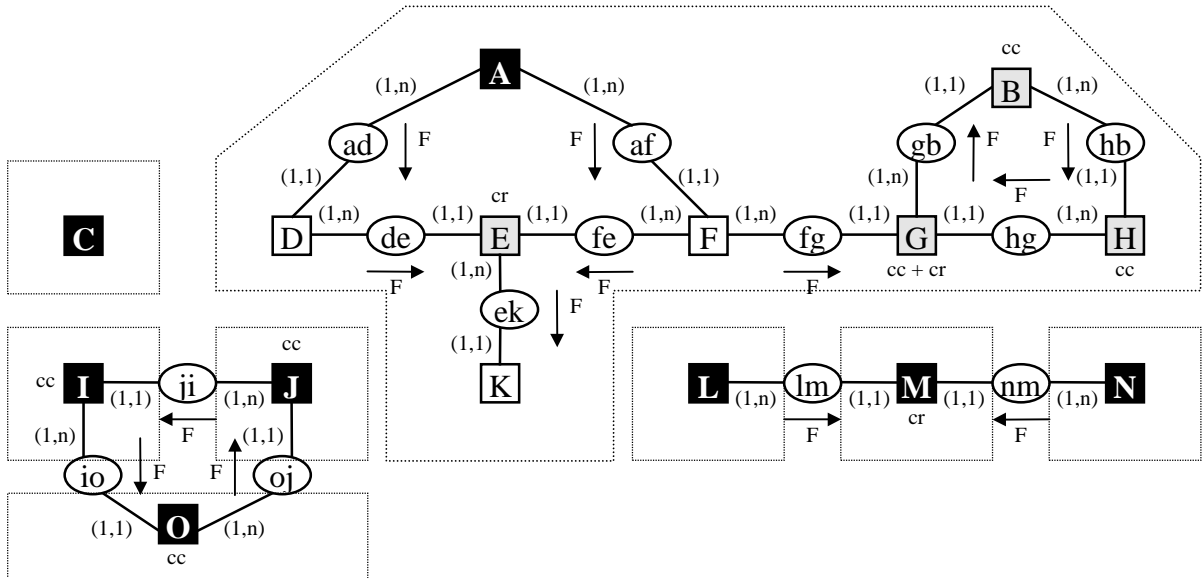 cc
A B
(1,n) (1,n) (1,1) (1,n)
ad F F af gb F F hb
(1,1) (1,1) (1,n) F (1,1)
C
cr
(1,n) (1,1) (1,1) (1,n) (1,n) (1,1) (1,1) (1,n)
D de E fe F fg G hg H
F (1,n) F F cc + cr cc
ek F
cc
(1,1)
cc I ji J K L lm M nm N
(1,1) (1,n) (1,n) (1,1) (1,1) (1,n)
F F cr F
(1,n) (1,1)
io F F oj
(1,1) O (1,n)
cc